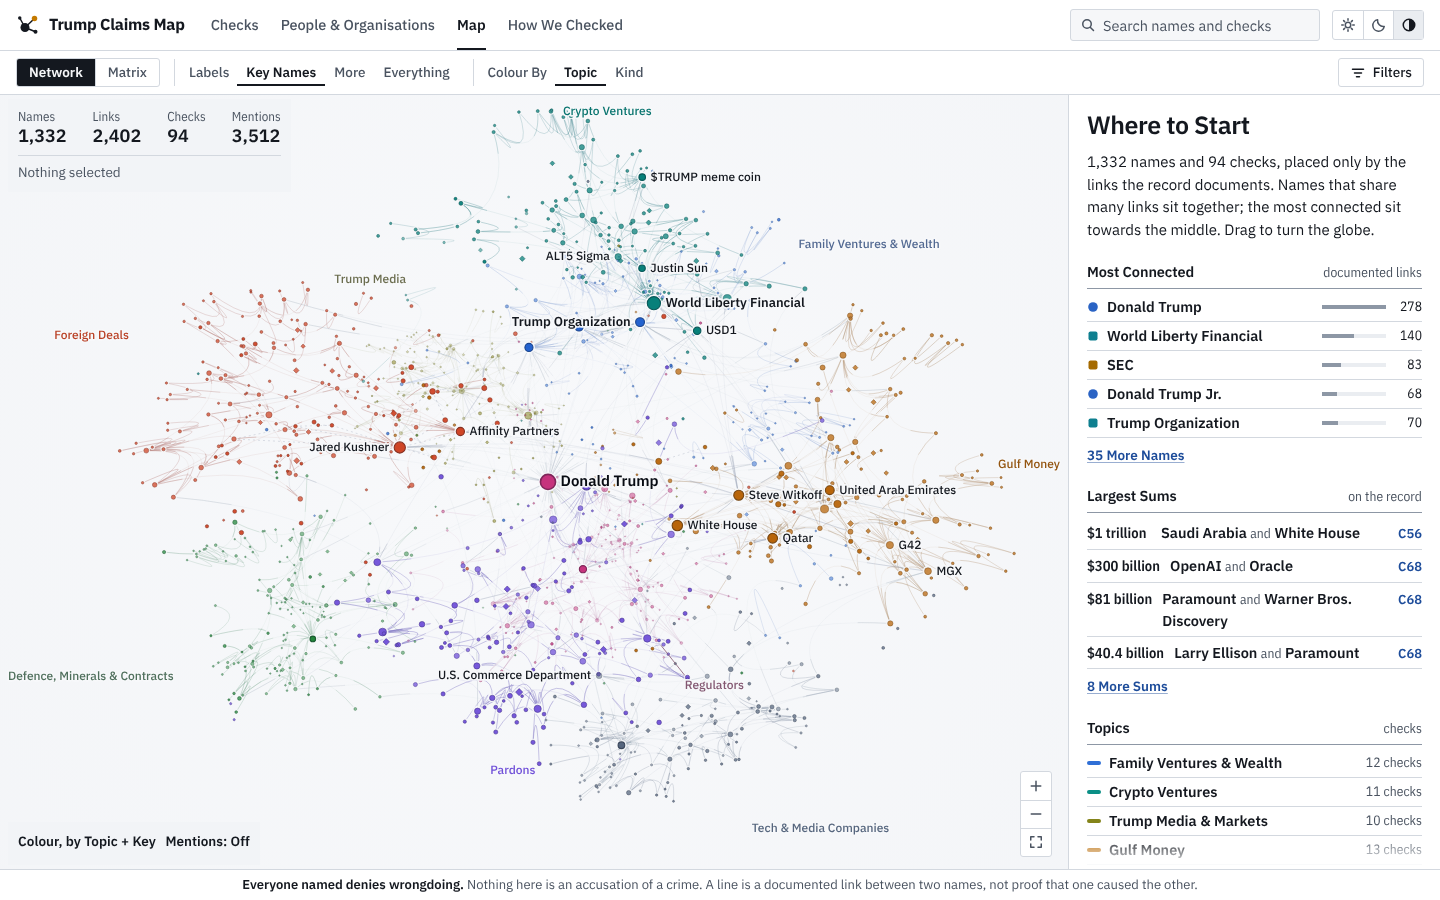 Trump Claims Map
Checks
People & Organisations
Map
How We Checked
Search names and checks
Network
Matrix
Labels
Key Names
More
Everything
Colour By
Topic
Kind
Filters
Names
Links
Checks
Mentions
1,332
2,402
94
3,512
Nothing selected
Crypto Ventures
$TRUMP meme coin
Family Ventures & Wealth
ALT5 Sigma
Justin Sun
Trump Media
World Liberty Financial
Trump Organization
USD1
Foreign Deals
Affinity Partners
Jared Kushner
Gulf Money
Donald Trump
Steve Witkoff
United Arab Emirates
White House
Qatar
G42
MGX
U.S. Commerce Department
Defence, Minerals & Contracts
Regulators
Pardons
Tech & Media Companies
Colour, by Topic + Key
Mentions: Off
Where to Start
1,332 names and 94 checks, placed only by the
links the record documents. Names that share
many links sit together; the most connected sit
towards the middle. Drag to turn the globe.
Most Connected documented links
Donald Trump 278
World Liberty Financial 140
SEC 83
Donald Trump Jr. 68
Trump Organization 70
35 More Names
Largest Sums on the record
$1 trillion Saudi Arabia and White House C56
$300 billion OpenAI and Oracle C68
$81 billion Paramount and Warner Bros. C68
Discovery
$40.4 billion Larry Ellison and Paramount C68
8 More Sums
Topics checks
Family Ventures & Wealth 12 checks
Crypto Ventures 11 checks
Trump Media & Markets 10 checks
Gulf Money 13 checks
Everyone named denies wrongdoing. Nothing here is an accusation of a crime. A line is a documented link between two names, not proof that one caused the other.